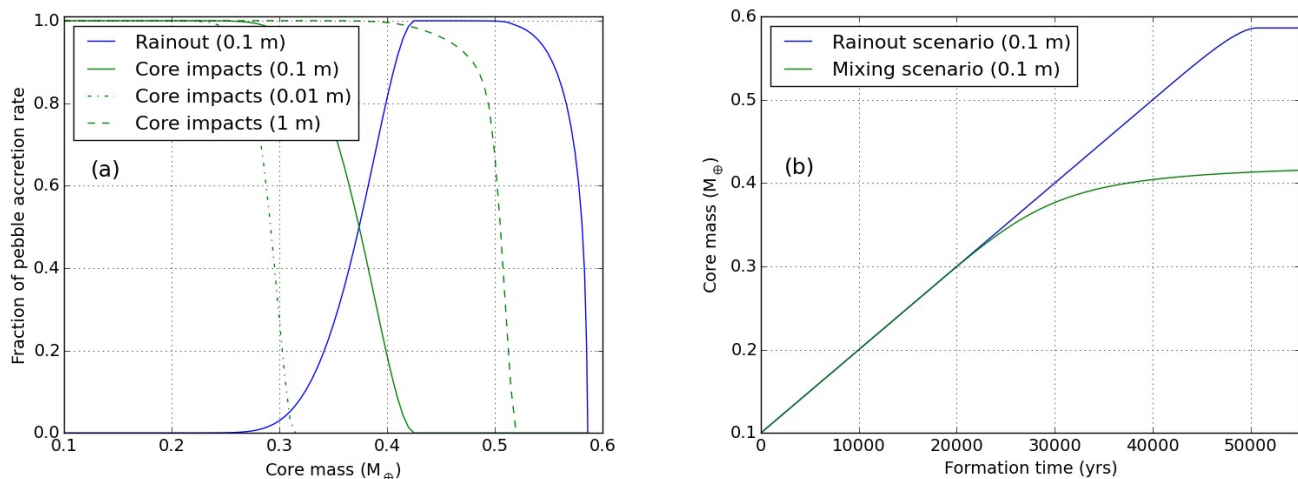 1.0
0.8
0.6
0.4
0.2
0.0
Fraction of pebble accretion rate
Rainout (0.1 m)
Core impacts (0.1 m)
Core impacts (0.01 m)
Core impacts (1 m)
(a)
0.1
0.2
0.3
0.4
0.5
0.6
Core mass (M⊕)
0.6
0.5
0.4
0.3
0.2
0.1
Core mass (M⊕)
Rainout scenario (0.1 m)
Mixing scenario (0.1 m)
(b)
0
10000
20000
30000
40000
50000
Formation time (yrs)